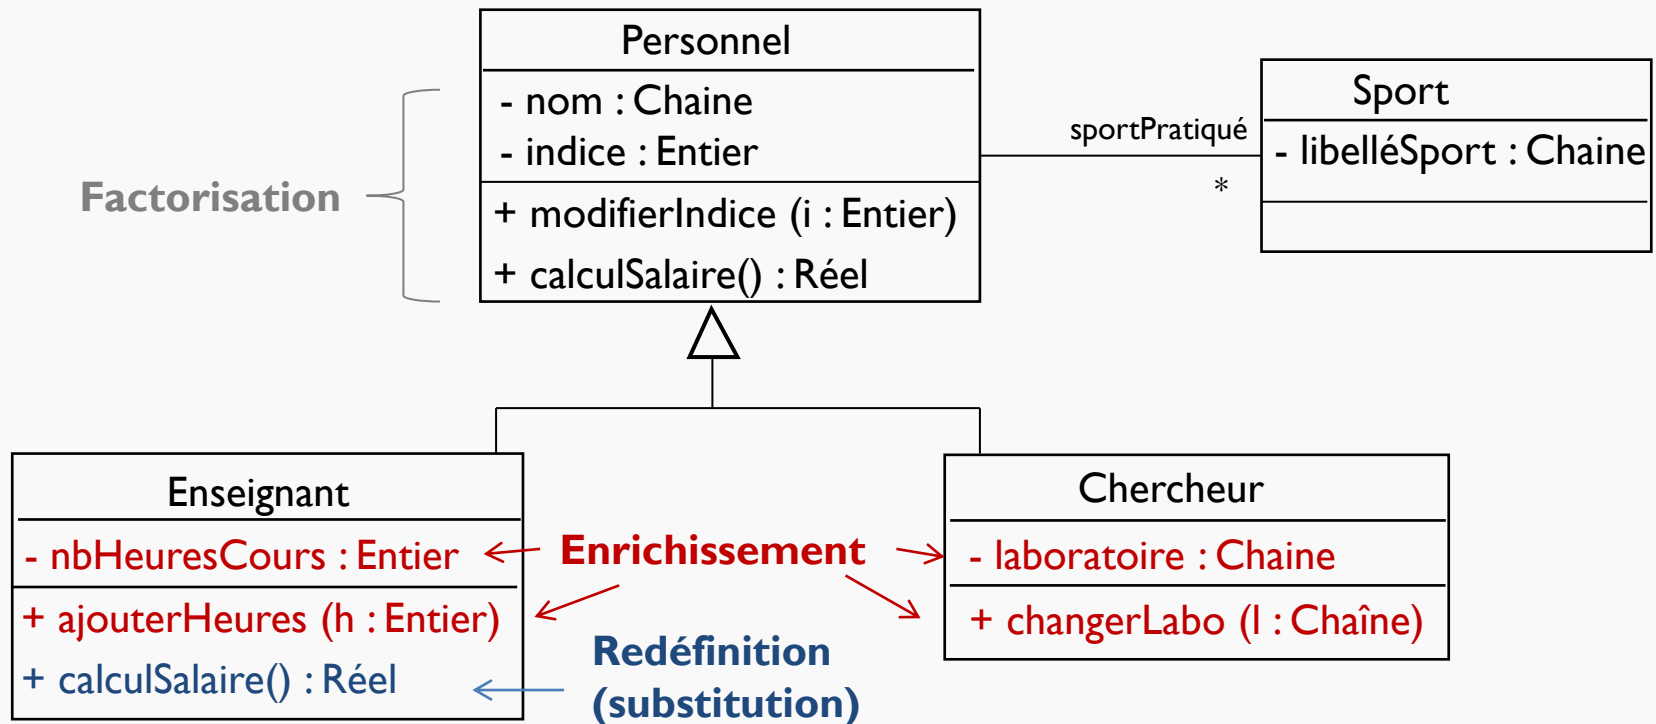 Personnel
- nom : Chaine
- indice : Entier
+ modifierIndice (i : Entier)
+ calculSalaire() : Réel
Factorisation
sportPratiqué
*
Sport
- libelléSport : Chaine
Enseignant
- nbHeuresCours : Entier
+ ajouterHeures (h : Entier)
+ calculSalaire() : Réel
Enrichissement
Redéfinition
(substitution)
Chercheur
- laboratoire : Chaine
+ changerLabo (l : Chaîne)